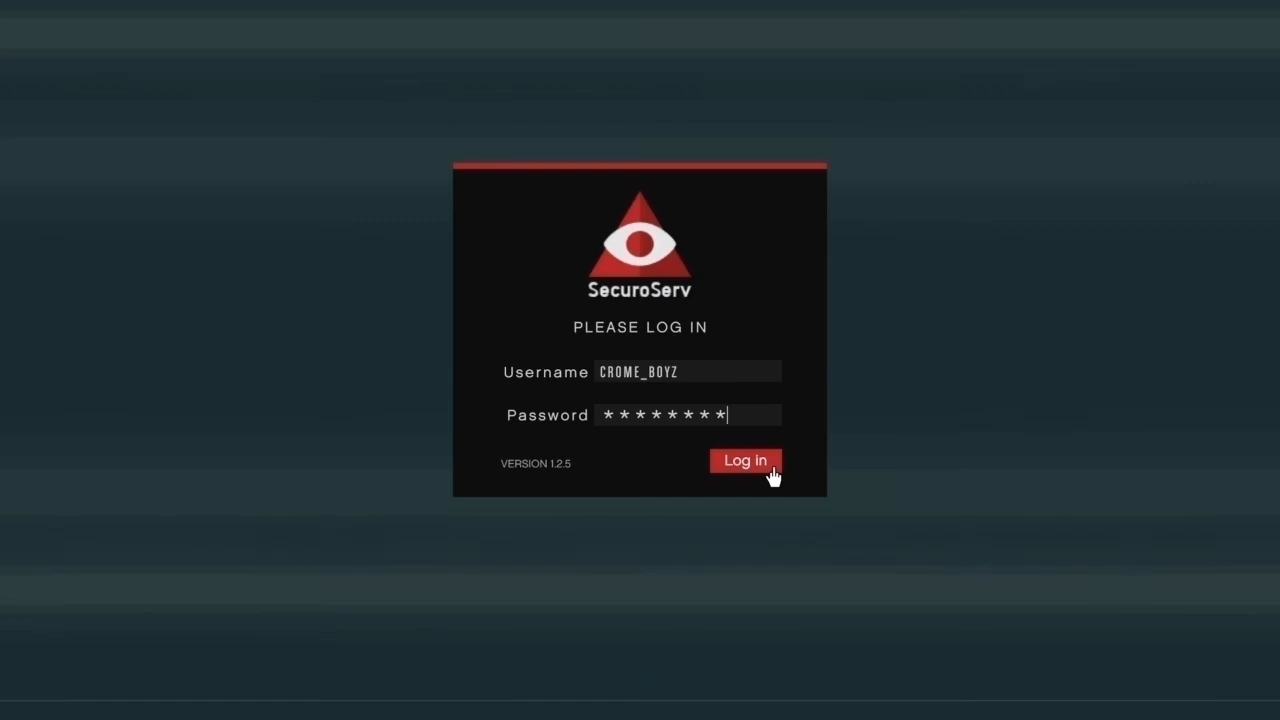 SecuroServ
PLEASE LOG IN
Username CROME_BOYZ
Password ********
VERSION 1.2.5
Log in